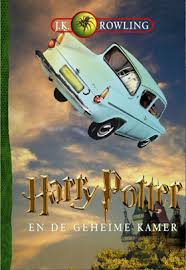 J.K. ROWLING
Harry Potter
EN DE GEHEIME KAMER